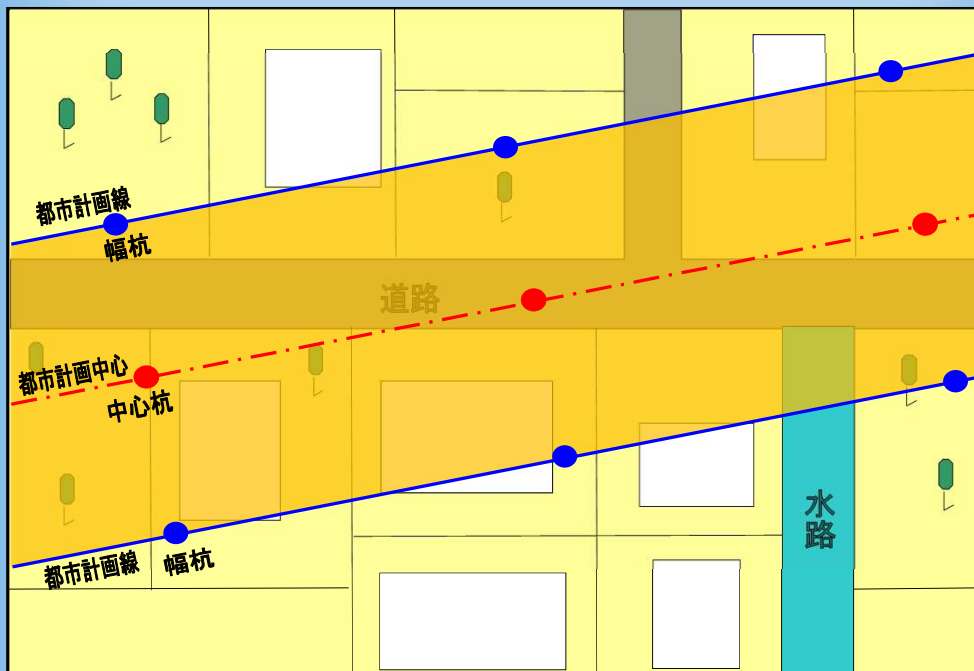 都市計画線
幅杭
道路
都市計画中心
中心杭
水路
都市計画線
幅杭